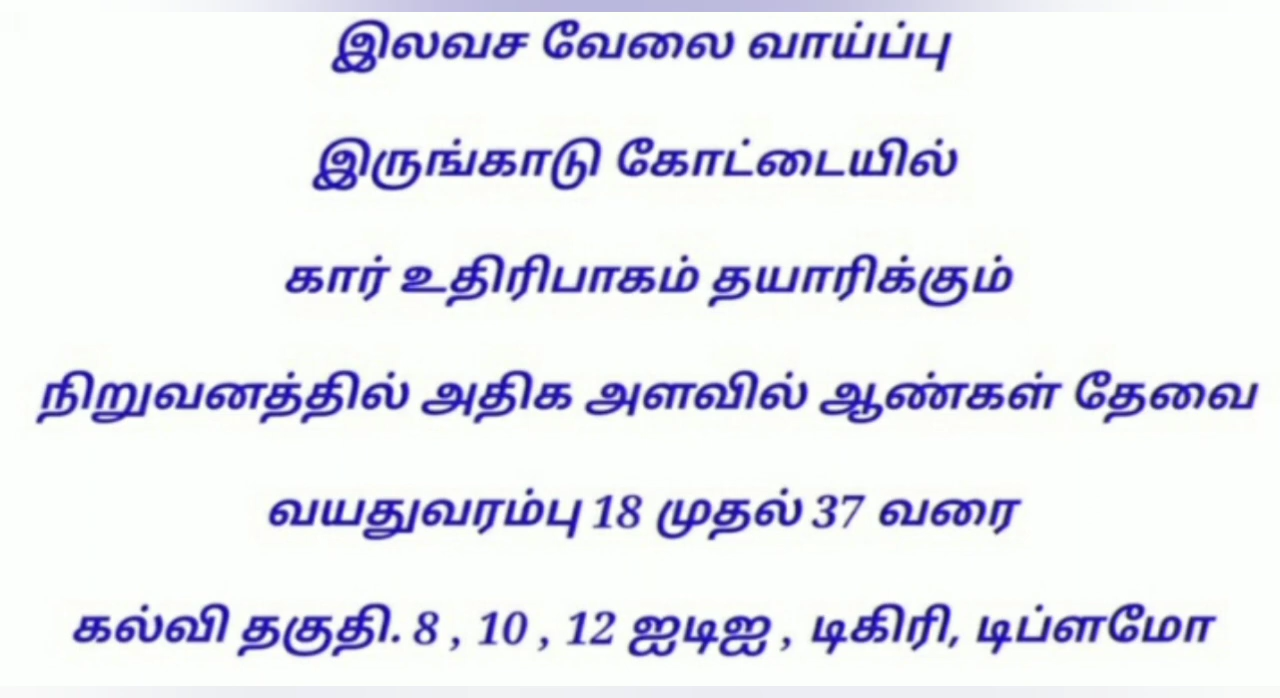 இலவச வேலை வாய்ப்பு
இருங்காடு கோட்டையில்
கார் உதிரிபாகம் தயாரிக்கும்
நிறுவனத்தில் அதிக அளவில் ஆண்கள் தேவை
வயதுவரம்பு 18 முதல் 37 வரை
கல்வி தகுதி. 8 , 10 , 12 ஐடிஐ , டிகிரி, டிப்ளமோ